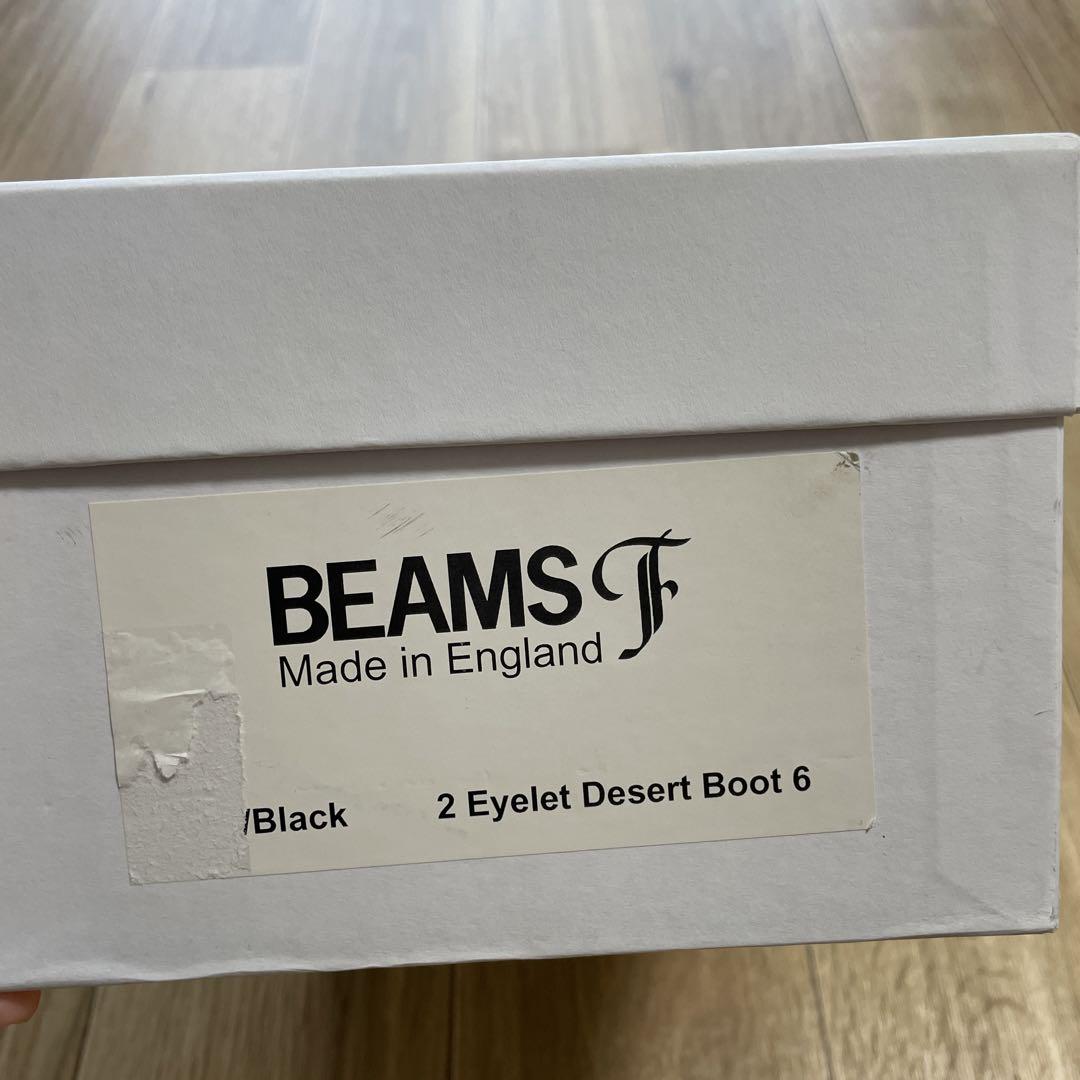 BEAMS F
Made in England
/Black 2 Eyelet Desert Boot 6